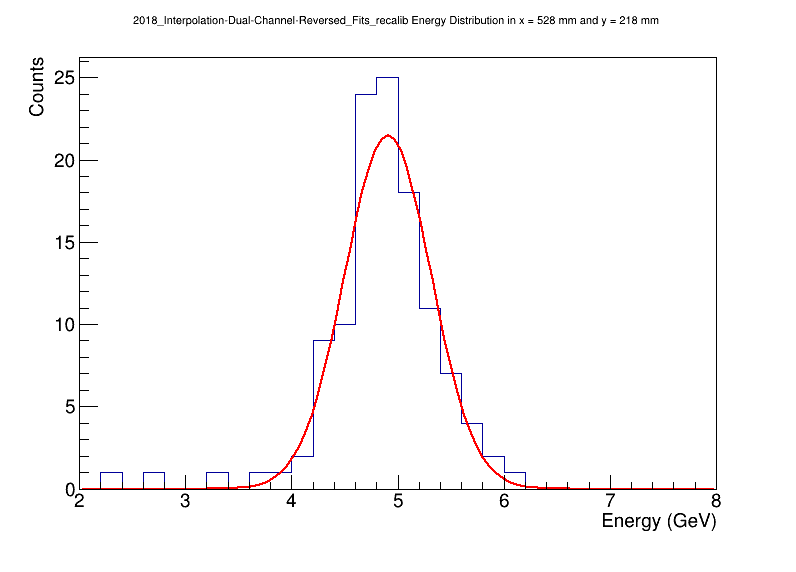 2018_Interpolation-Dual-Channel-Reversed_Fits_recalib Energy Distribution in x = 528 mm and y = 218 mm
Counts
25
20
15
10
5
0
2 3 4 5 6 7 8
Energy (GeV)